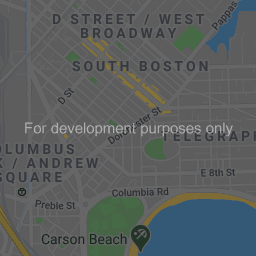 D STREET / WEST
BROADWAY
Pappas
SOUTH BOSTON
D St
Dorchester St
For development purposes only
TELEGRAPH
COLUMBUS
K / ANDREW
SQUARE
E 8th St
Columbia Rd
Preble St
Carson Beach